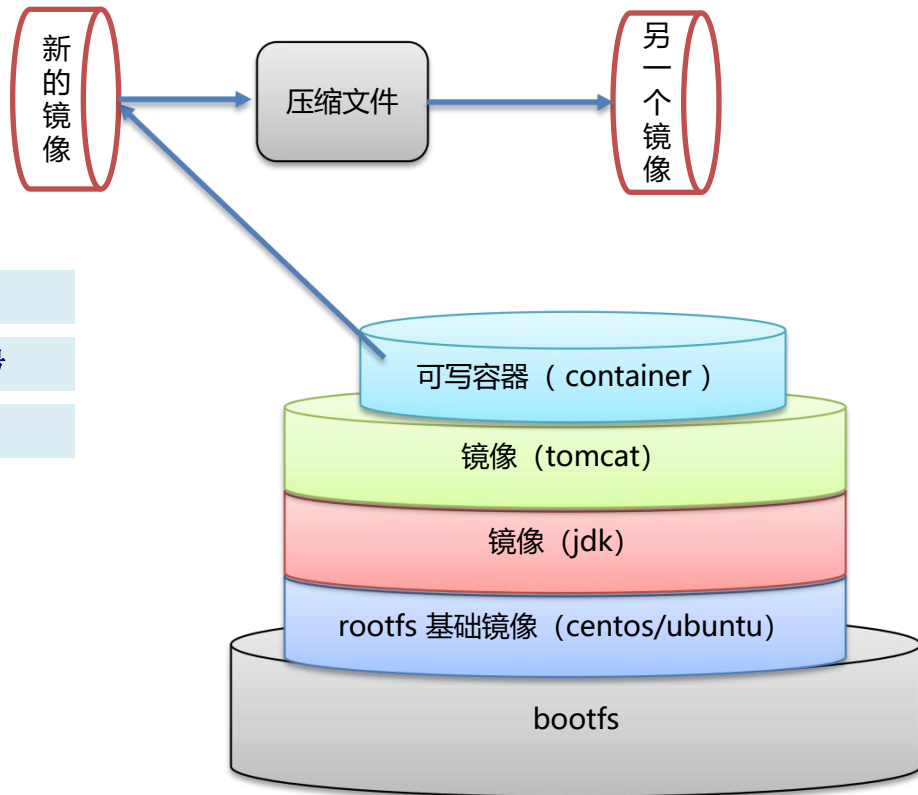 新的镜像
压缩文件
另一个镜像
可写容器（ container ）
镜像（tomcat）
镜像（jdk）
rootfs 基础镜像（centos/ubuntu）
bootfs